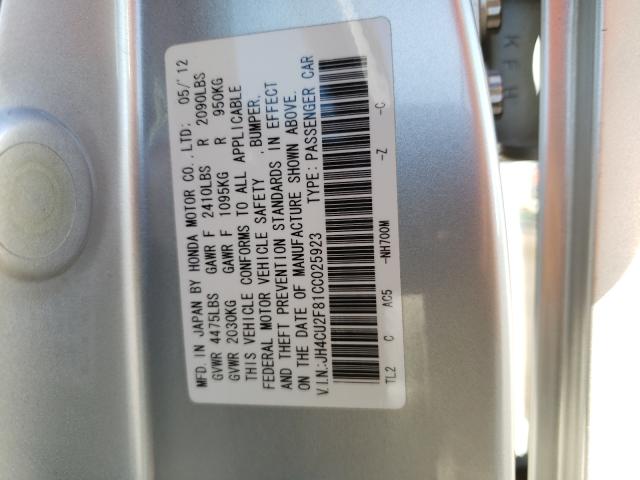 MFD. IN JAPAN BY HONDA MOTOR CO., LTD. 05/'12
GVWR 4475LBS GAWR F 2410LBS R 2090LBS
GVWR 2030KG GAWR F 1095KG R 950KG
THIS VEHICLE CONFORMS TO ALL APPLICABLE
FEDERAL MOTOR VEHICLE SAFETY , BUMPER,
AND THEFT PREVENTION STANDARDS IN EFFECT
ON THE DATE OF MANUFACTURE SHOWN ABOVE.
V.I.N.:JH4CU2F81CC025923 TYPE: PASSENGER CAR
TL2 C AC5 -NH700M -Z -C
K F H